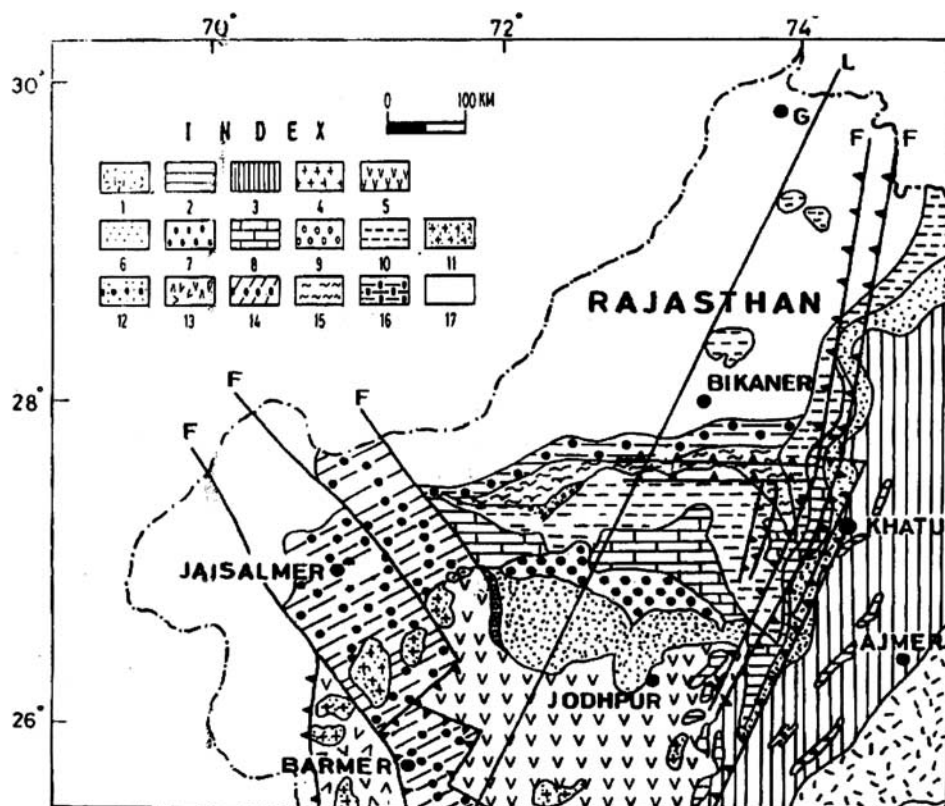 70° 72° 74°
30°
L
0 100 KM
G
I N D E X
F F
1 2 3 4 5
6 7 8 9 10 11
12 13 14 15 16 17
RAJASTHAN
28°
F F F
BIKANER
KHATU
JAISALMER
AJMER
JODHPUR
26°
BARMER